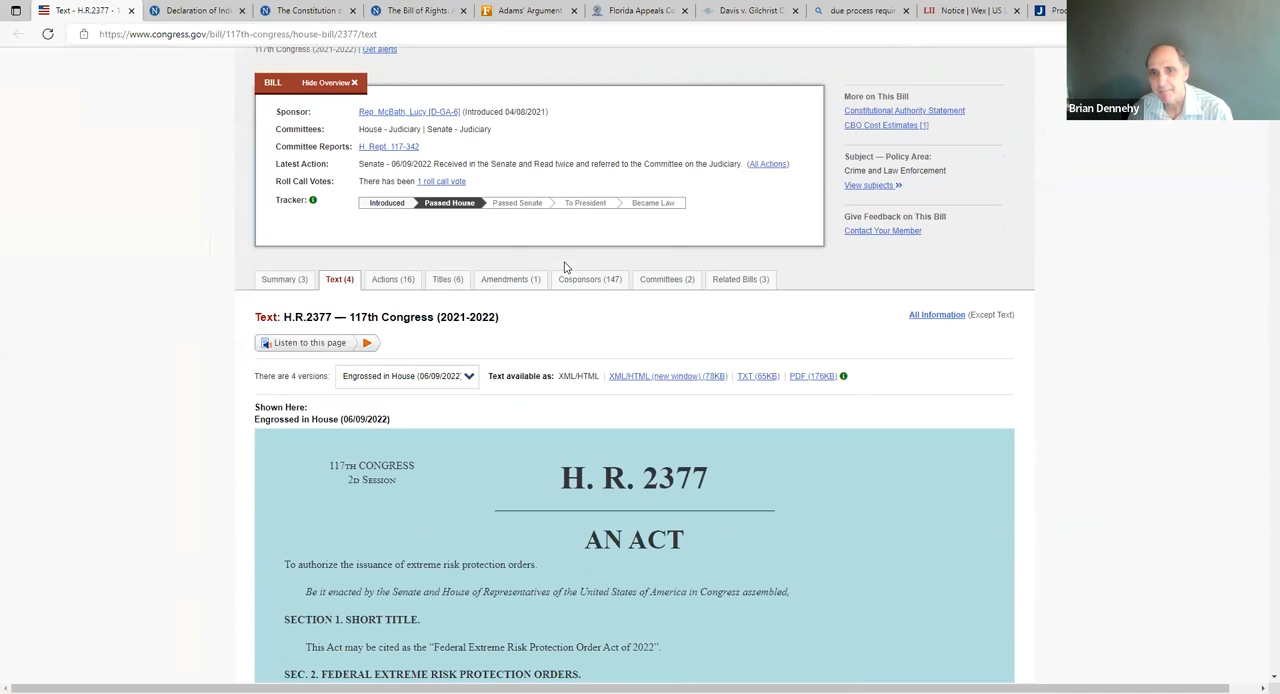 Text - H.R.2377 - 1
Declaration of Ind
The Constitution o
The Bill of Rights: A
Adams' Argument
Florida Appeals Co
Davis v. Gilchrist C
due process requi
LII Notice | Wex | US
J Proc
https://www.congress.gov/bill/117th-congress/house-bill/2377/text
Brian Dennehy
117th Congress (2021-2022) | Get alerts
BILL Hide Overview ✕
Sponsor: Rep. McBath, Lucy [D-GA-6] (Introduced 04/08/2021)
Committees: House - Judiciary | Senate - Judiciary
Committee Reports: H. Rept. 117-342
Latest Action: Senate - 06/09/2022 Received in the Senate and Read twice and referred to the Committee on the Judiciary. (All Actions)
Roll Call Votes: There has been 1 roll call vote
Tracker: Introduced Passed House Passed Senate To President Became Law
More on This Bill
Constitutional Authority Statement
CBO Cost Estimates [1]
Subject — Policy Area:
Crime and Law Enforcement
View subjects »
Give Feedback on This Bill
Contact Your Member
Summary (3) Text (4) Actions (16) Titles (6) Amendments (1) Cosponsors (147) Committees (2) Related Bills (3)
Text: H.R.2377 — 117th Congress (2021-2022)
All Information (Except Text)
Listen to this page
There are 4 versions: Engrossed in House (06/09/2022) Text available as: XML/HTML | XML/HTML (new window) (78KB) | TXT (65KB) | PDF (176KB)
Shown Here:
Engrossed in House (06/09/2022)
117TH CONGRESS
2D SESSION
H. R. 2377
AN ACT
To authorize the issuance of extreme risk protection orders.
Be it enacted by the Senate and House of Representatives of the United States of America in Congress assembled,
SECTION 1. SHORT TITLE.
This Act may be cited as the “Federal Extreme Risk Protection Order Act of 2022”.
SEC. 2. FEDERAL EXTREME RISK PROTECTION ORDERS.